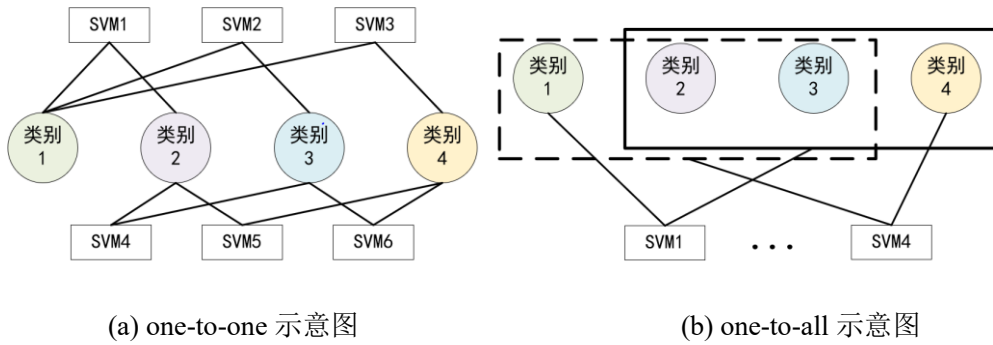 SVM1 SVM2 SVM3
类别 类别 类别 类别
1 2 3 4
SVM4 SVM5 SVM6
(a) one-to-one 示意图
类别 类别 类别 类别
1 2 3 4
SVM1 ... SVM4
(b) one-to-all 示意图